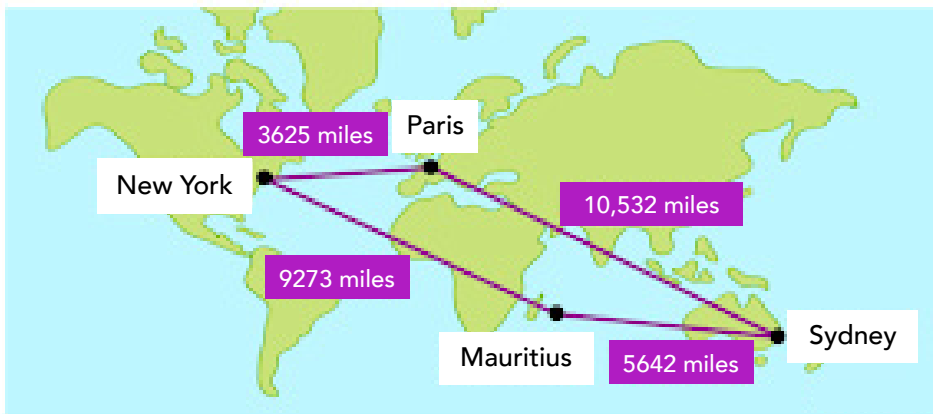 Paris
3625 miles
New York
10,532 miles
9273 miles
Mauritius
Sydney
5642 miles